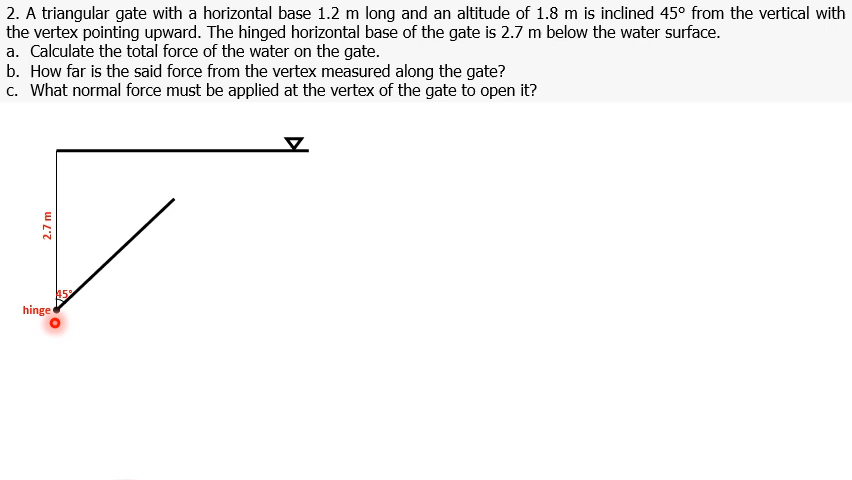 2. A triangular gate with a horizontal base 1.2 m long and an altitude of 1.8 m is inclined 45° from the vertical with
the vertex pointing upward. The hinged horizontal base of the gate is 2.7 m below the water surface.
a. Calculate the total force of the water on the gate.
b. How far is the said force from the vertex measured along the gate?
c. What normal force must be applied at the vertex of the gate to open it?
2.7 m
45°
hinge